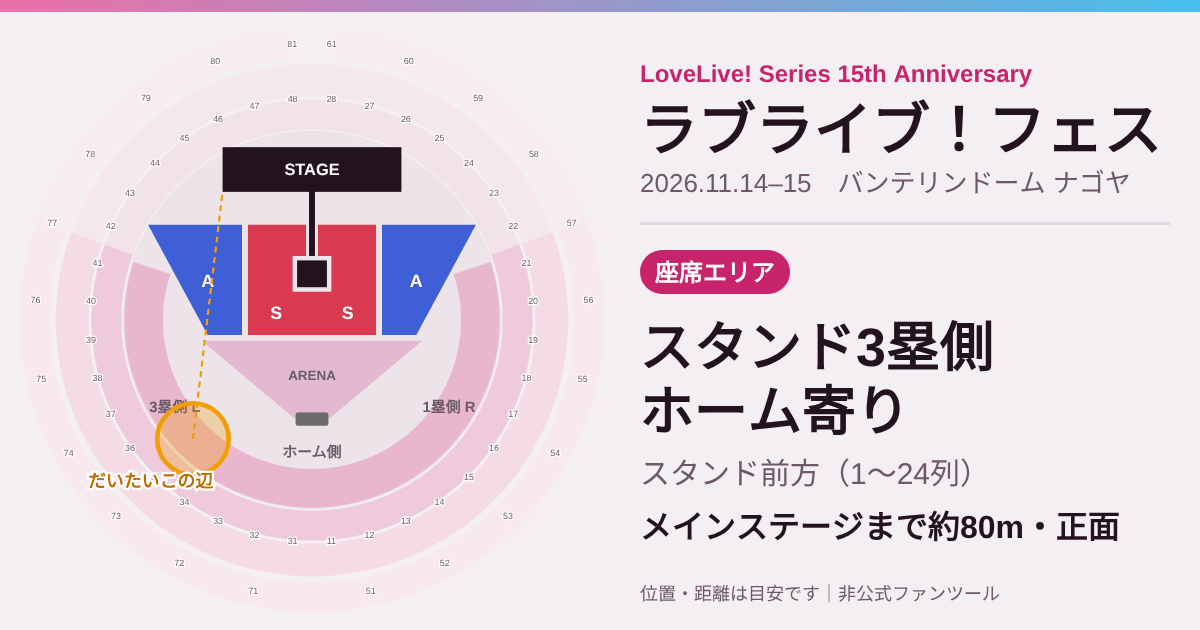 LoveLive! Series 15th Anniversary
ラブライブ！フェス
2026.11.14–15　バンテリンドーム ナゴヤ
座席エリア
スタンド3塁側
ホーム寄り
スタンド前方（1〜24列）
メインステージまで約80m・正面
位置・距離は目安です｜非公式ファンツール
81 61
80 60
79 48 28 59
47 27
46 26
45 25
78 44 24 58
43 23
77 42 22 57
41 21
76 40 20 56
39 19
75 38 18 55
37 17
74 36 16 54
15
34 14
73 33 13 53
32 31 11 12
72 52
71 51
STAGE
A A
S S
ARENA
3塁側 L 1塁側 R
ホーム側
だいたいこの辺